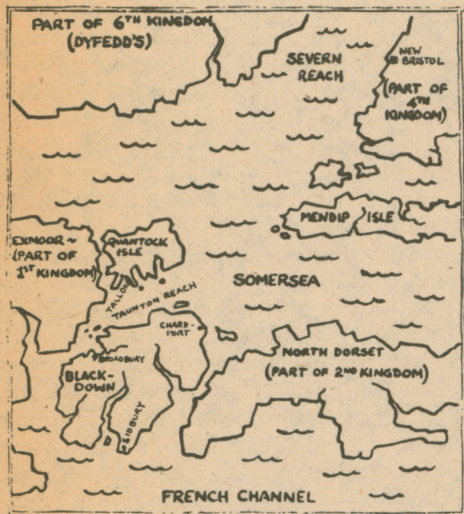 PART OF 6TH KINGDOM
(DYFEDD'S)
SEVERN
REACH
NEW
BRISTOL
(PART OF
4TH
KINGDOM)
MENDIP ISLE
EXMOOR~
(PART OF
1ST KINGDOM)
QUANTOCK
ISLE
TALLON
TAUNTON REACH
SOMERSEA
CHARD-
PORT
BROADBURY
BLACK-
DOWN
SIDBURY
NORTH DORSET
(PART OF 2ND KINGDOM)
FRENCH CHANNEL